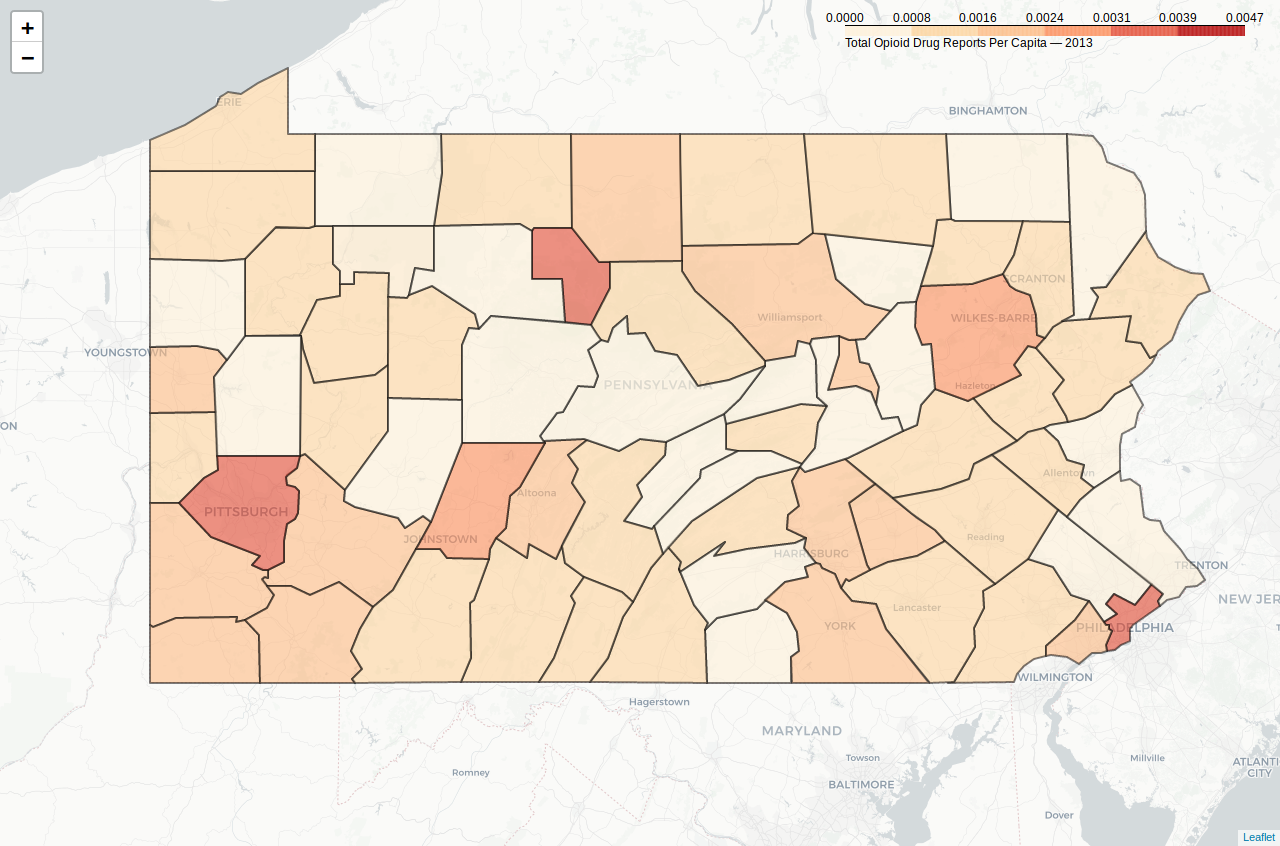 +
−
0.0000 0.0008 0.0016 0.0024 0.0031 0.0039 0.0047
Total Opioid Drug Reports Per Capita — 2013
ERIE
BINGHAMTON
SCRANTON
Williamsport
WILKES-BARRE
YOUNGSTOWN
PENNSYLVANIA
Hazleton
ON
Allentown
Altoona
PITTSBURGH
JOHNSTOWN
Reading
HARRISBURG
TRENTON
NEW JER
Lancaster
YORK
PHILADELPHIA
WILMINGTON
Hagerstown
MARYLAND
Towson
Millville
ATLANTI
CITY
Romney
BALTIMORE
Dover
Leaflet